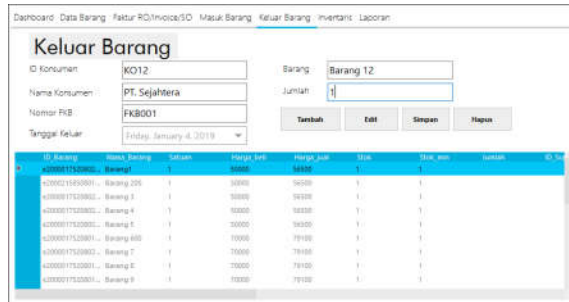 Dashboard Data Barang Faktur RO/Invoice/SO Masuk Barang Keluar Barang Inventaris Laporan
Keluar Barang
ID Konsumen KO12 Barang Barang 12
Nama Konsumen PT. Sejahtera Jumlah 1
Nomor FKB FKB001 Tambah Edit Simpan Hapus
Tanggal Keluar Friday, January 4, 2019
ID_Barang Nama_Barang Satuan Harga_beli Harga_jual Stok Stok_min Jumlah
Barang1 1 50000 56500 1 1
Barang 206 1 50000 56500 1 1
Barang 3 1 50000 56500 1 1
Barang 4 1 50000 56500 1 1
Barang 5 1 50000 56500 1 1
Barang 660 1 70000 79100 1 1
Barang 7 1 70000 79100 1 1
Barang 8 1 70000 79100 1 1
Barang 9 1 70000 79100 1 1